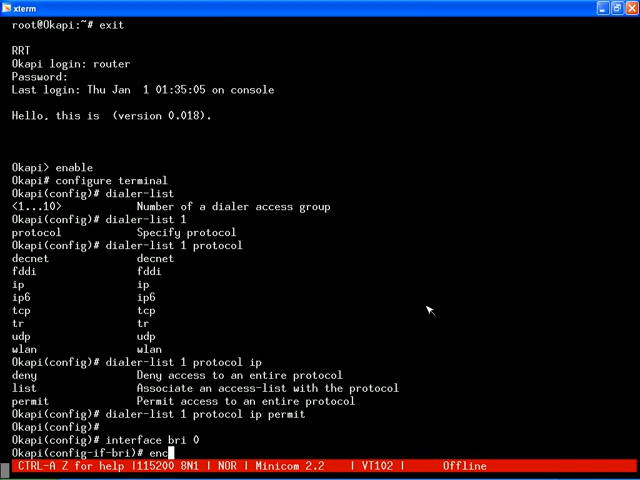 xterm
root@Okapi:~# exit
RRT
Okapi login: router
Password:
Last login: Thu Jan  1 01:35:05 on console
Hello, this is  (version 0.018).
Okapi> enable
Okapi# configure terminal
Okapi(config)# dialer-list
<1...10>             Number of a dialer access group
Okapi(config)# dialer-list 1
protocol             Specify protocol
Okapi(config)# dialer-list 1 protocol
decnet               decnet
fddi                 fddi
ip                   ip
ip6                  ip6
tcp                  tcp
tr                   tr
udp                  udp
wlan                 wlan
Okapi(config)# dialer-list 1 protocol ip
deny                 Deny access to an entire protocol
list                 Associate an access-list with the protocol
permit               Permit access to an entire protocol
Okapi(config)# dialer-list 1 protocol ip permit
Okapi(config)#
Okapi(config)# interface bri 0
Okapi(config-if-bri)# enc
CTRL-A Z for help |115200 8N1 | NOR | Minicom 2.2    | VT102 |      Offline